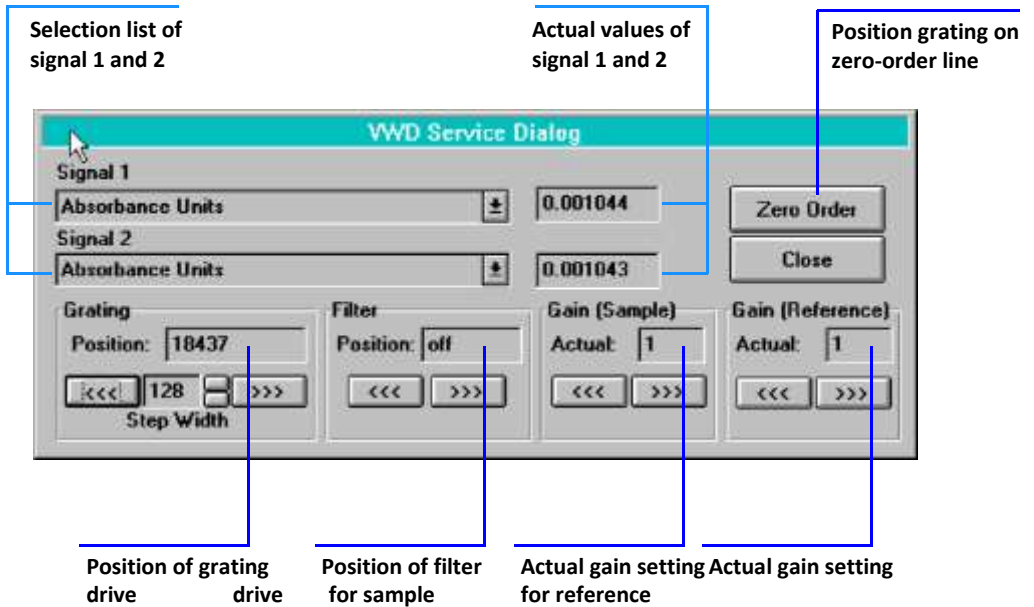 Selection list of
signal 1 and 2
Actual values of
signal 1 and 2
Position grating on
zero-order line
VWD Service Dialog
Signal 1
Absorbance Units
0.001044
Zero Order
Signal 2
Absorbance Units
0.001043
Close
Grating
Position: 18437
<<< 128 >>>
Step Width
Filter
Position: off
<<< >>>
Gain (Sample)
Actual: 1
<<< >>>
Gain (Reference)
Actual: 1
<<< >>>
Position of grating
drive drive
Position of filter
for sample
Actual gain setting
for reference
Actual gain setting